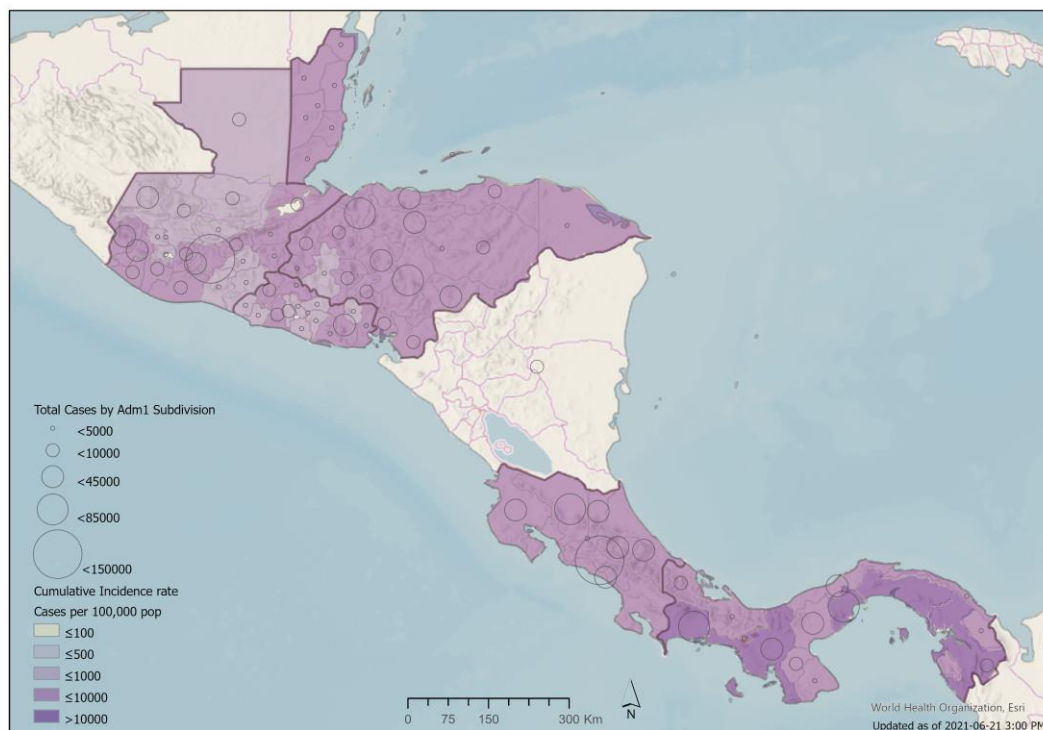 Total Cases by Adm1 Subdivision
<5000
<10000
<45000
<85000
<150000
Cumulative Incidence rate
Cases per 100,000 pop
≤100
≤500
≤1000
≤10000
>10000
0 75 150 300 Km
N
World Health Organization, Esri
Updated as of 2021-06-21 3:00 PM